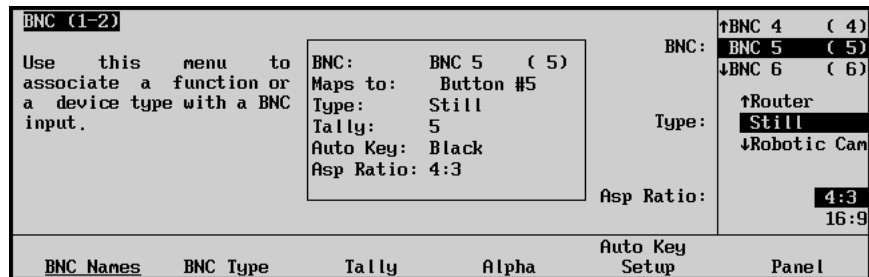 BNC (1-2)
Use this menu to
associate a function or
a device type with a BNC
input.
BNC: BNC 5 ( 5)
Maps to: Button #5
Type: Still
Tally: 5
Auto Key: Black
Asp Ratio: 4:3
BNC:
↑BNC 4 ( 4)
BNC 5 ( 5)
↓BNC 6 ( 6)
Type:
↑Router
Still
↓Robotic Cam
Asp Ratio:
4:3
16:9
BNC Names
BNC Type
Tally
Alpha
Auto Key
Setup
Panel